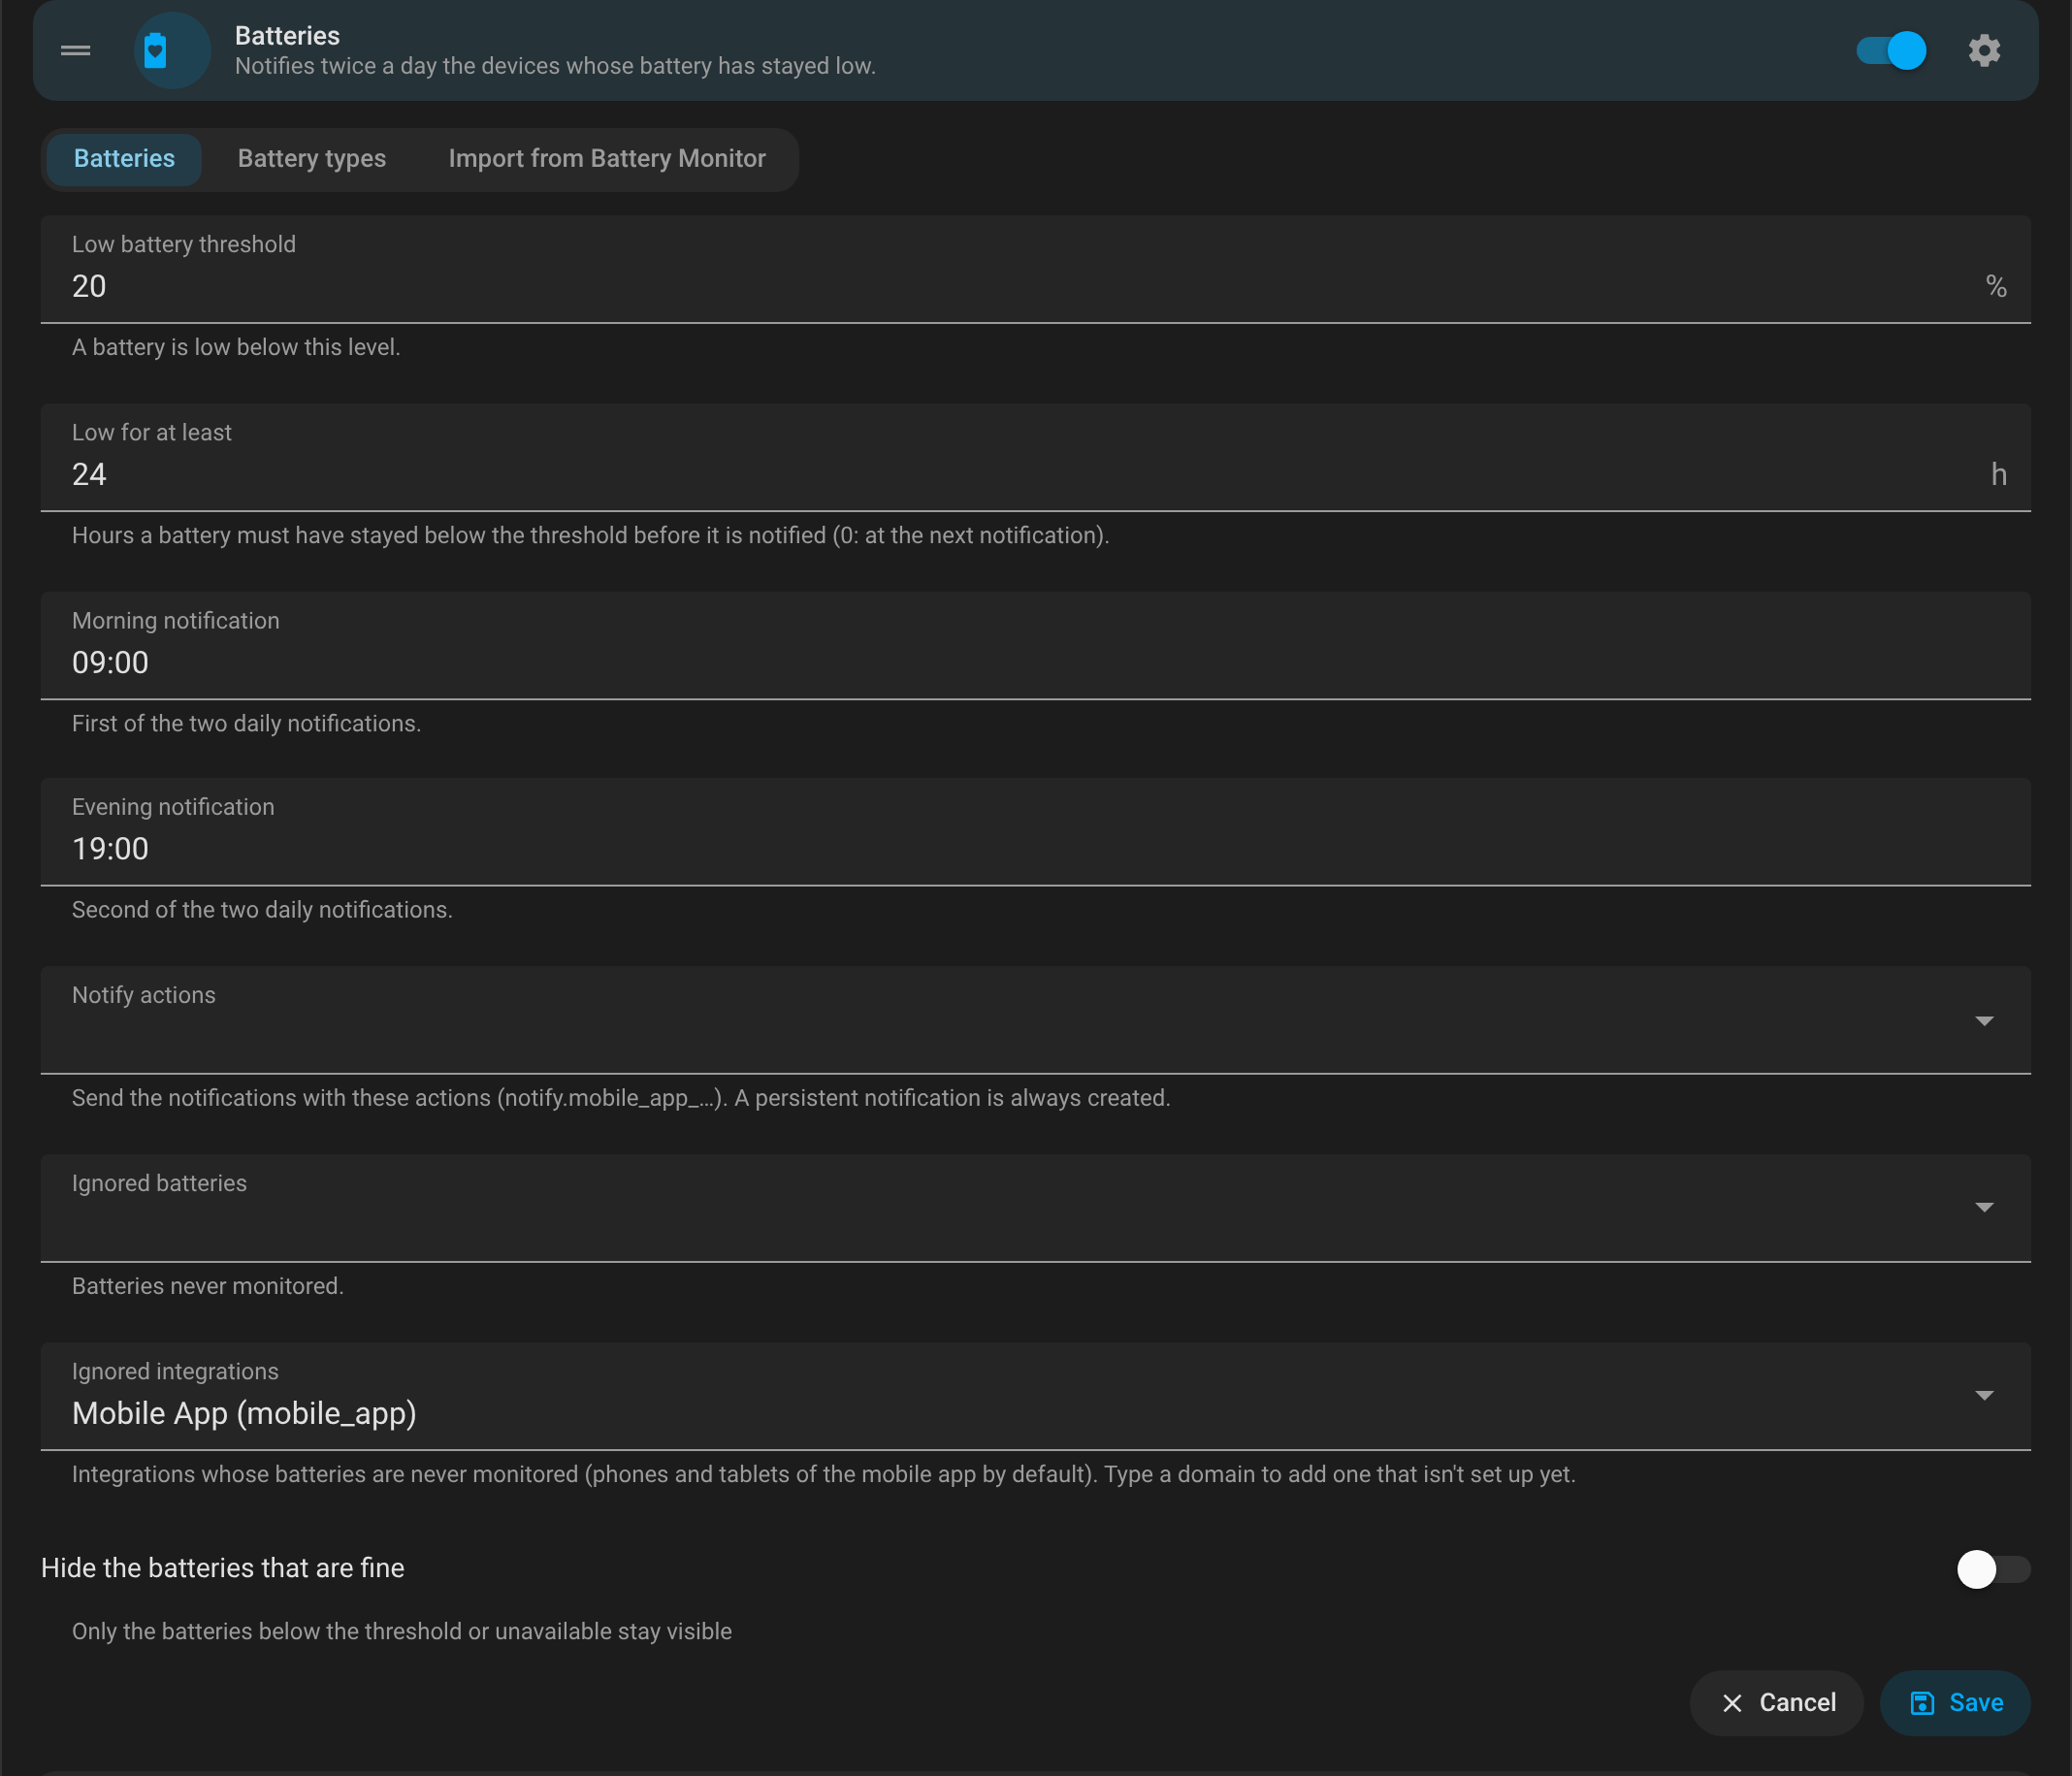 Batteries
Notifies twice a day the devices whose battery has stayed low.
Batteries
Battery types
Import from Battery Monitor
Low battery threshold
20
%
A battery is low below this level.
Low for at least
24
h
Hours a battery must have stayed below the threshold before it is notified (0: at the next notification).
Morning notification
09:00
First of the two daily notifications.
Evening notification
19:00
Second of the two daily notifications.
Notify actions
Send the notifications with these actions (notify.mobile_app_…). A persistent notification is always created.
Ignored batteries
Batteries never monitored.
Ignored integrations
Mobile App (mobile_app)
Integrations whose batteries are never monitored (phones and tablets of the mobile app by default). Type a domain to add one that isn't set up yet.
Hide the batteries that are fine
Only the batteries below the threshold or unavailable stay visible
Cancel
Save